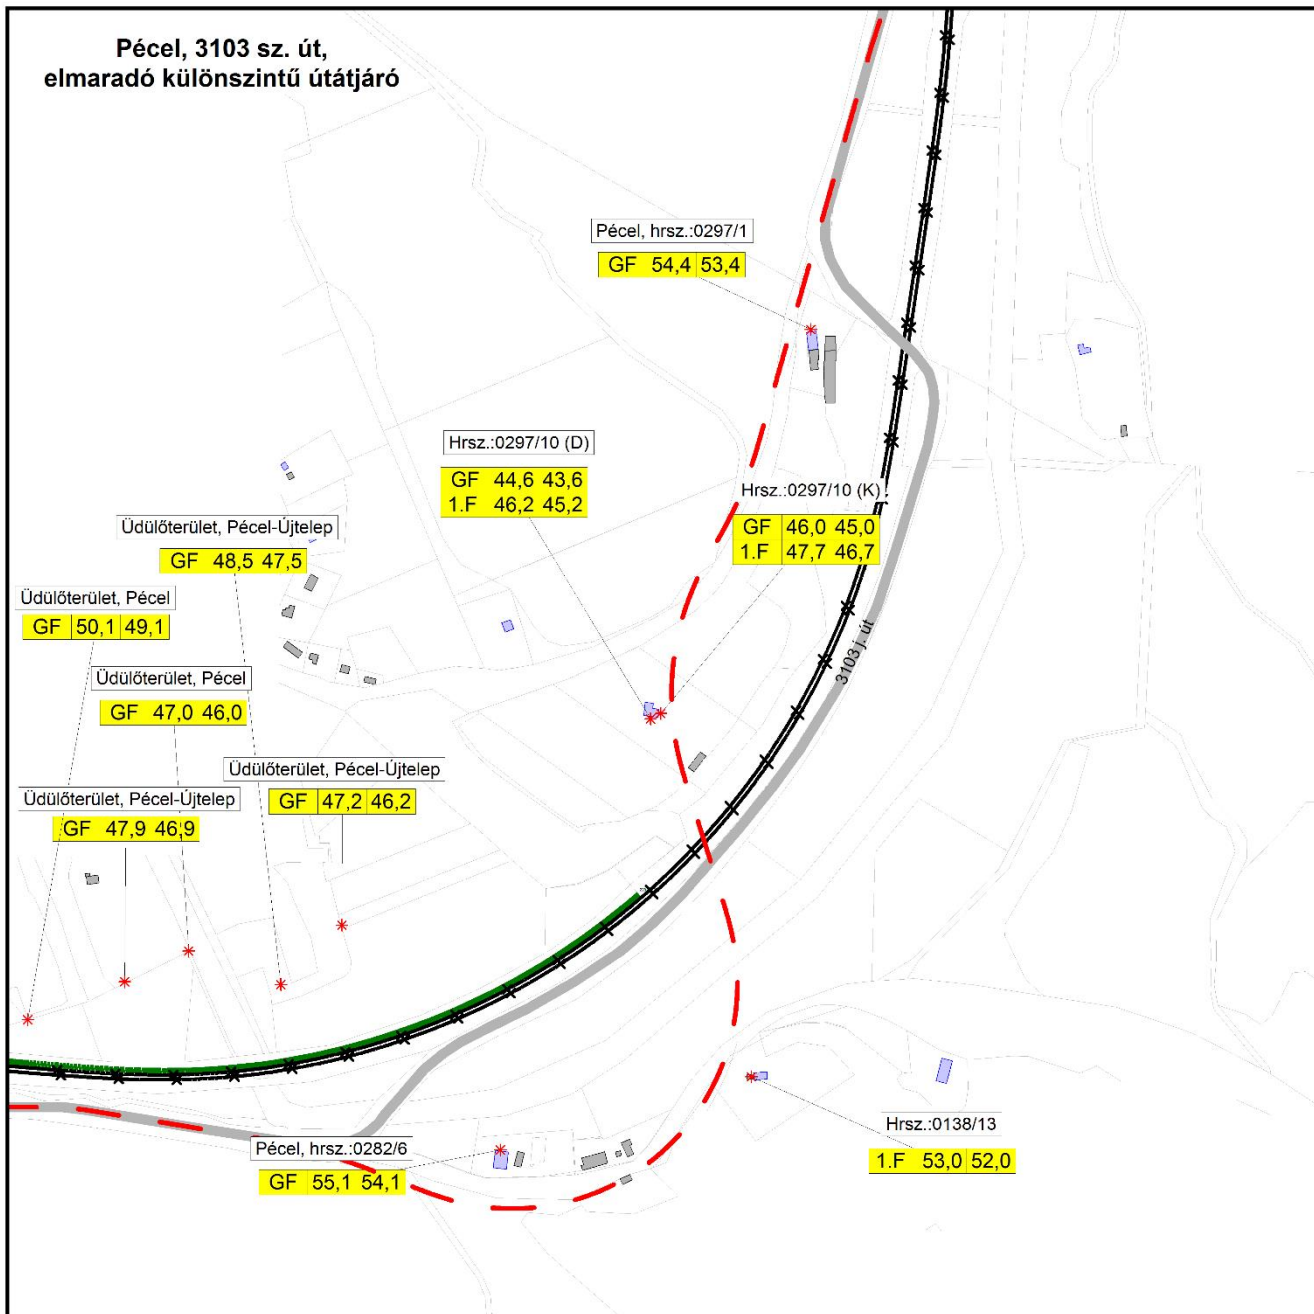 Pécel, 3103 sz. út,
elmaradó különszintű útátjáró
Pécel, hrsz.:0297/1
GF 54,4 53,4
Hrsz.:0297/10 (D)
GF 44,6 43,6
1.F 46,2 45,2
Hrsz.:0297/10 (K)
GF 46,0 45,0
1.F 47,7 46,7
Üdülőterület, Pécel-Újtelep
GF 48,5 47,5
Üdülőterület, Pécel
GF 50,1 49,1
Üdülőterület, Pécel
GF 47,0 46,0
Üdülőterület, Pécel-Újtelep
GF 47,2 46,2
Üdülőterület, Pécel-Újtelep
GF 47,9 46,9
3103 j. út
Pécel, hrsz.:0282/6
GF 55,1 54,1
Hrsz.:0138/13
1.F 53,0 52,0